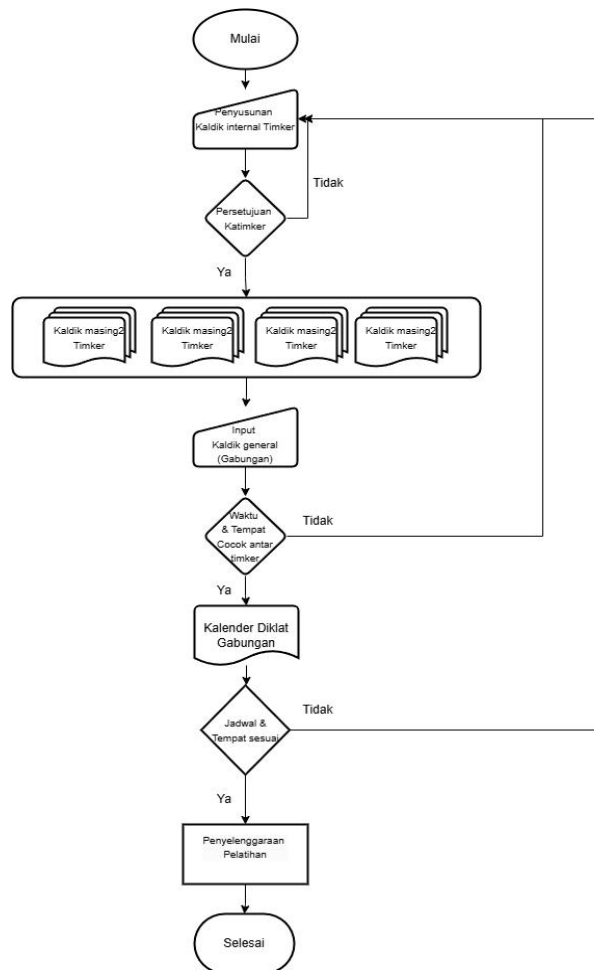 Mulai
Penyusunan
Kaldik internal Timker
Tidak
Persetujuan
Katimker
Ya
Kaldik masing2
Timker
Kaldik masing2
Timker
Kaldik masing2
Timker
Kaldik masing2
Timker
Input
Kaldik general
(Gabungan)
Waktu
& Tempat
Cocok antar
timker
Tidak
Ya
Kalender Diklat
Gabungan
Tidak
Jadwal &
Tempat sesuai
Ya
Penyelenggaraan
Pelatihan
Selesai